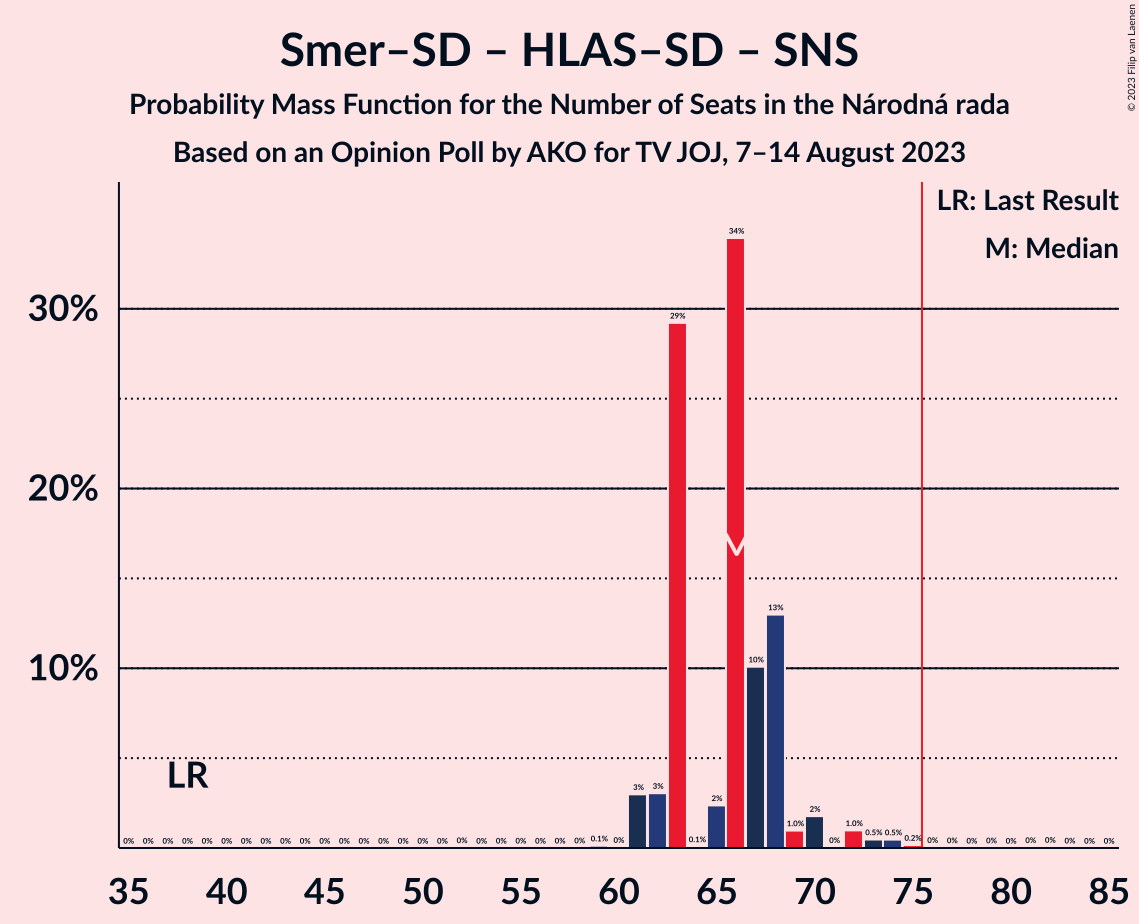 Smer–SD – HLAS–SD – SNS
Probability Mass Function for the Number of Seats in the Národná rada
Based on an Opinion Poll by AKO for TV JOJ, 7–14 August 2023
© 2023 Filip van Laenen
LR: Last Result
M: Median
34%
30%
29%
20%
M
13%
10%
10%
LR
3% 3% 2% 1.0% 2% 1.0% 0.5% 0.5%
0% 0% 0% 0% 0% 0% 0% 0% 0% 0% 0% 0% 0% 0% 0% 0% 0% 0% 0% 0% 0% 0% 0% 0% 0.1% 0% 0.1% 0% 0.2% 0% 0% 0% 0% 0% 0% 0% 0% 0% 0%
35 40 45 50 55 60 65 70 75 80 85